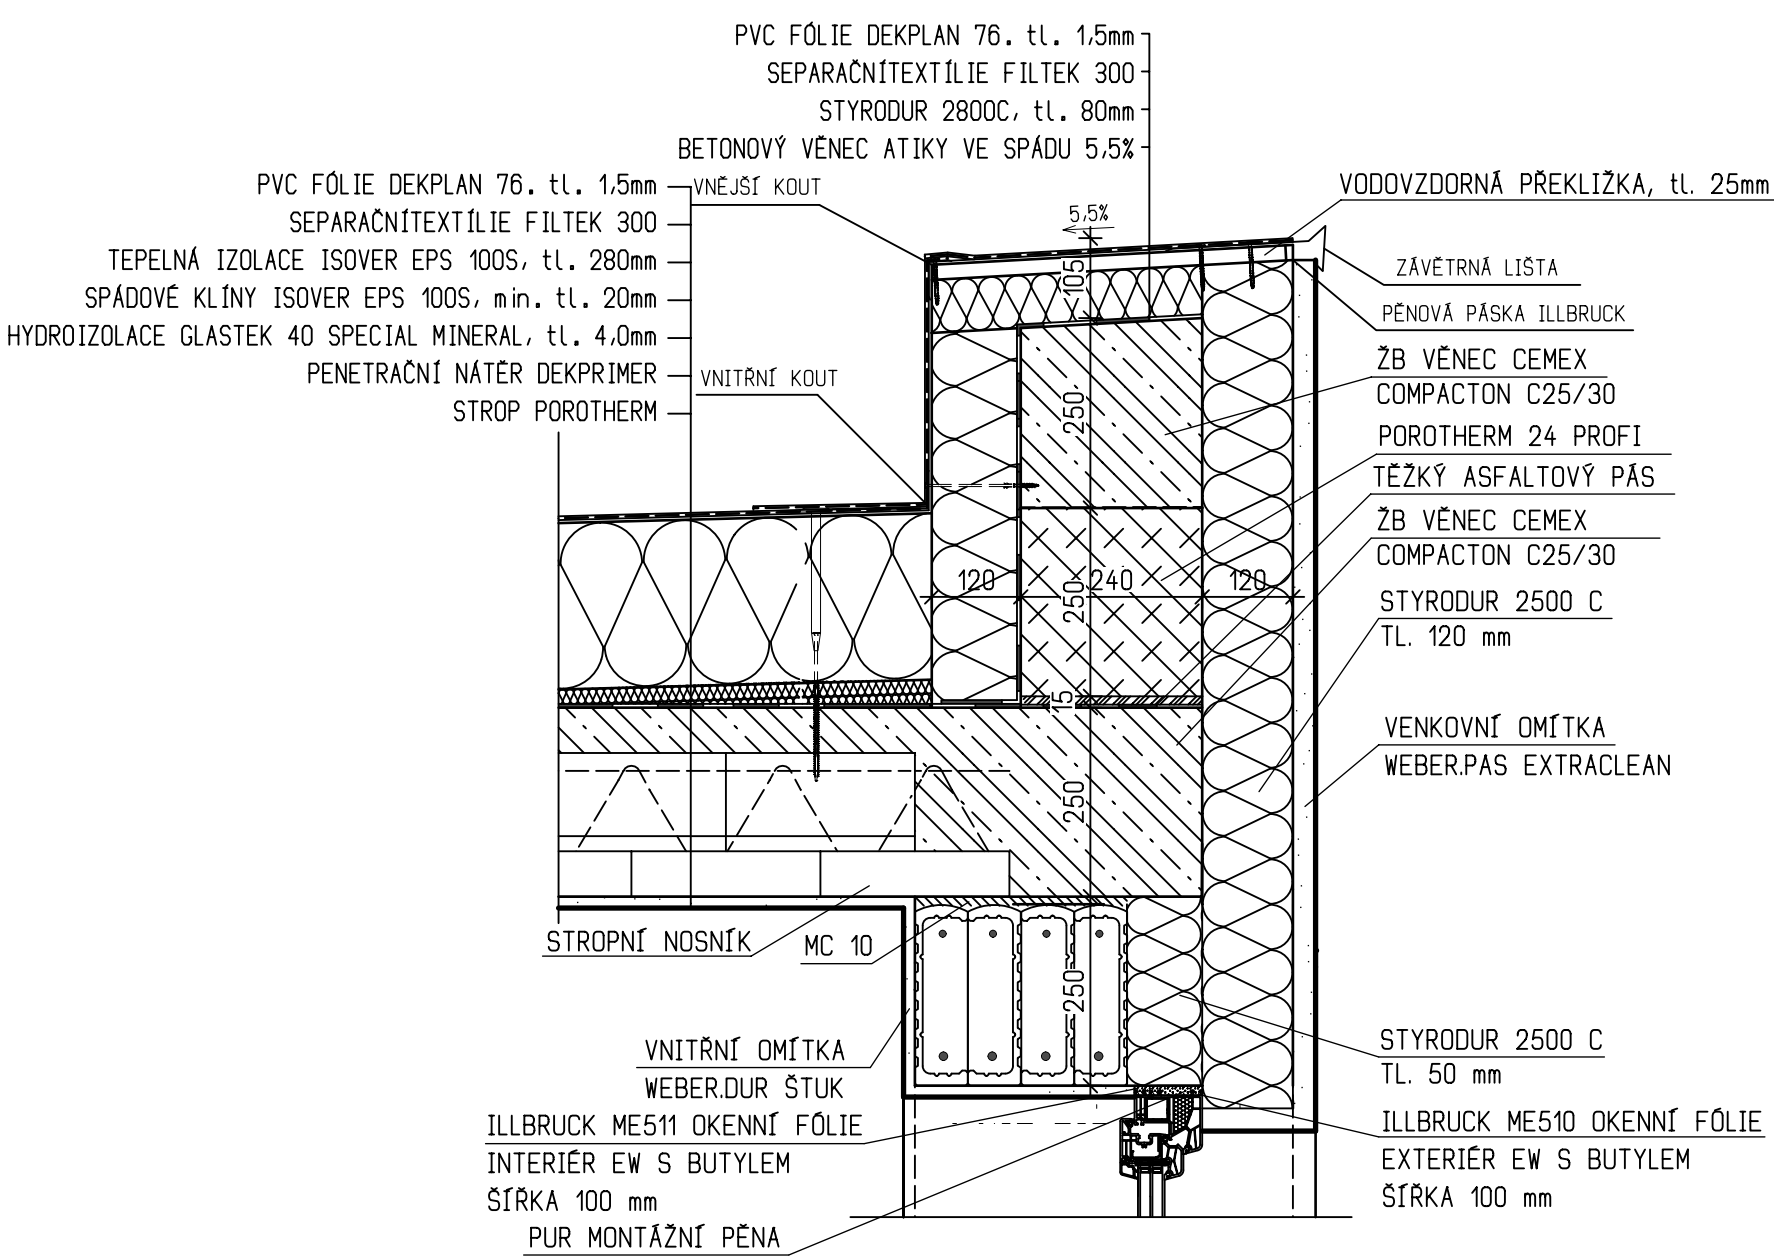 PVC FÓLIE DEKPLAN 76. tl. 1,5mm
SEPARAČNÍTEXTÍLIE FILTEK 300
STYRODUR 2800C, tl. 80mm
BETONOVÝ VĚNEC ATIKY VE SPÁDU 5,5%
PVC FÓLIE DEKPLAN 76. tl. 1,5mm
SEPARAČNÍTEXTÍLIE FILTEK 300
TEPELNÁ IZOLACE ISOVER EPS 100S, tl. 280mm
SPÁDOVÉ KLÍNY ISOVER EPS 100S, min. tl. 20mm
HYDROIZOLACE GLASTEK 40 SPECIAL MINERAL, tl. 4,0mm
PENETRAČNÍ NÁTĚR DEKPRIMER
STROP POROTHERM
VNĚJŠÍ KOUT
VNITŘNÍ KOUT
5,5%
105
250
250
15
250
250
120
240
120
VODOVZDORNÁ PŘEKLIŽKA, tl. 25mm
ZÁVĚTRNÁ LIŠTA
PĚNOVÁ PÁSKA ILLBRUCK
ŽB VĚNEC CEMEX
COMPACTON C25/30
POROTHERM 24 PROFI
TĚŽKÝ ASFALTOVÝ PÁS
ŽB VĚNEC CEMEX
COMPACTON C25/30
STYRODUR 2500 C
TL. 120 mm
VENKOVNÍ OMÍTKA
WEBER.PAS EXTRACLEAN
STROPNÍ NOSNÍK
MC 10
VNITŘNÍ OMÍTKA
WEBER.DUR ŠTUK
ILLBRUCK ME511 OKENNÍ FÓLIE
INTERIÉR EW S BUTYLEM
ŠÍŘKA 100 mm
PUR MONTÁŽNÍ PĚNA
STYRODUR 2500 C
TL. 50 mm
ILLBRUCK ME510 OKENNÍ FÓLIE
EXTERIÉR EW S BUTYLEM
ŠÍŘKA 100 mm